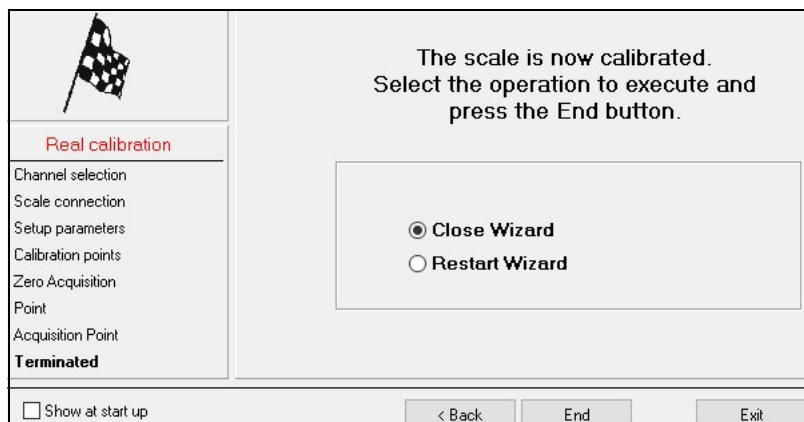 The scale is now calibrated.
Select the operation to execute and
press the End button.
Real calibration
Channel selection
Scale connection
Setup parameters
Calibration points
Zero Acquisition
Point
Acquisition Point
Terminated
Close Wizard
Restart Wizard
Show at start up
< Back
End
Exit